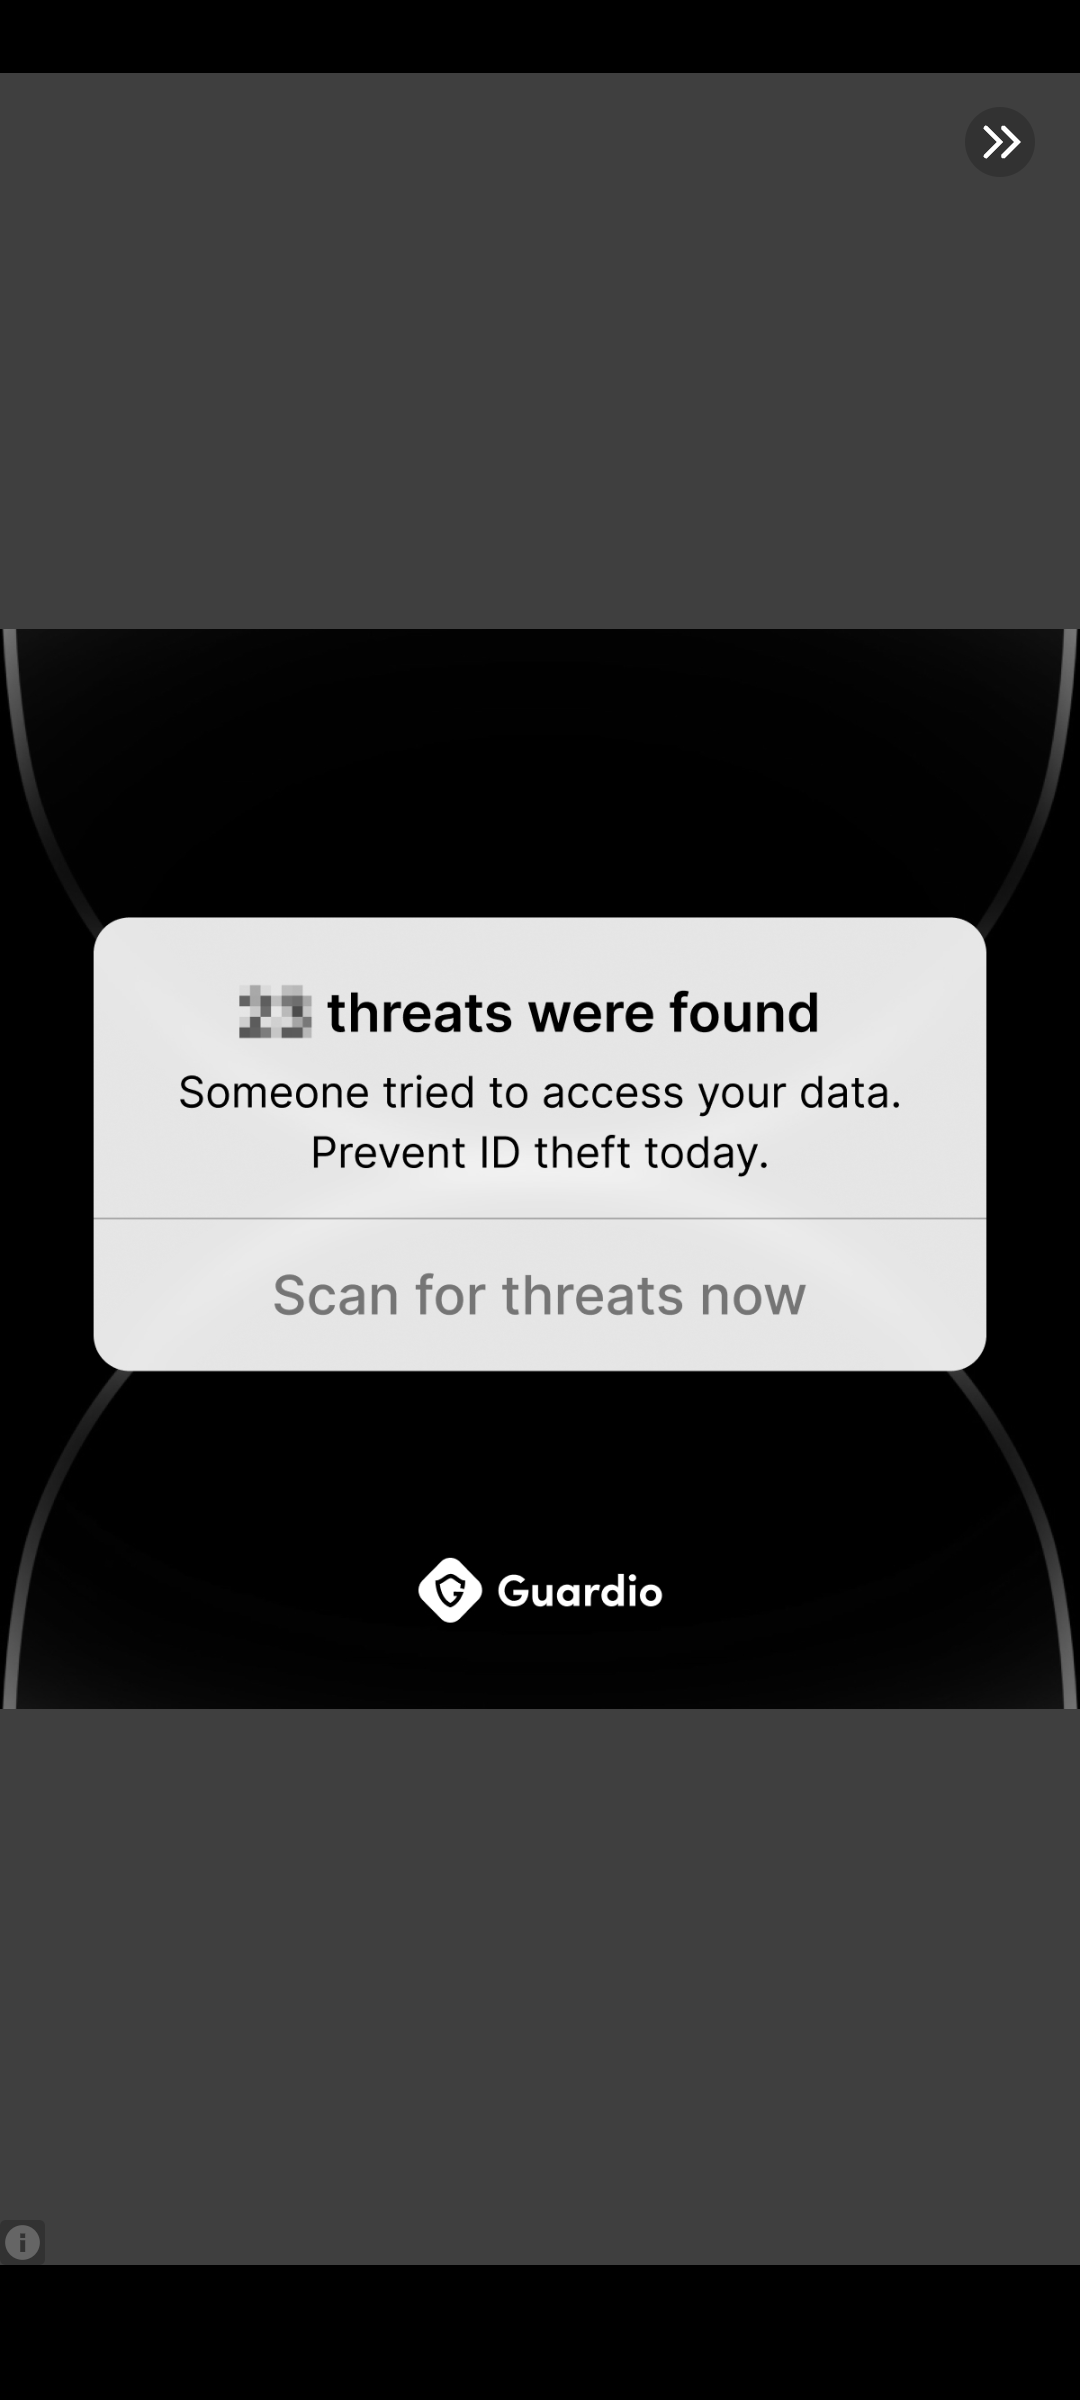 threats were found
Someone tried to access your data.
Prevent ID theft today.
Scan for threats now
Guardio